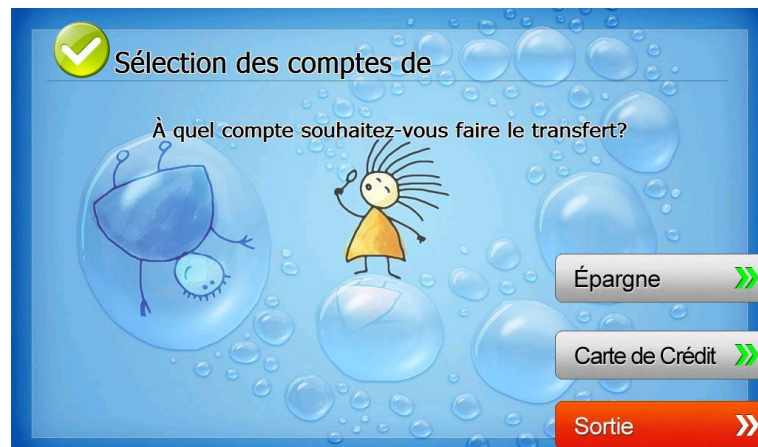 Sélection des comptes de
À quel compte souhaitez-vous faire le transfert?
Épargne
Carte de Crédit
Sortie